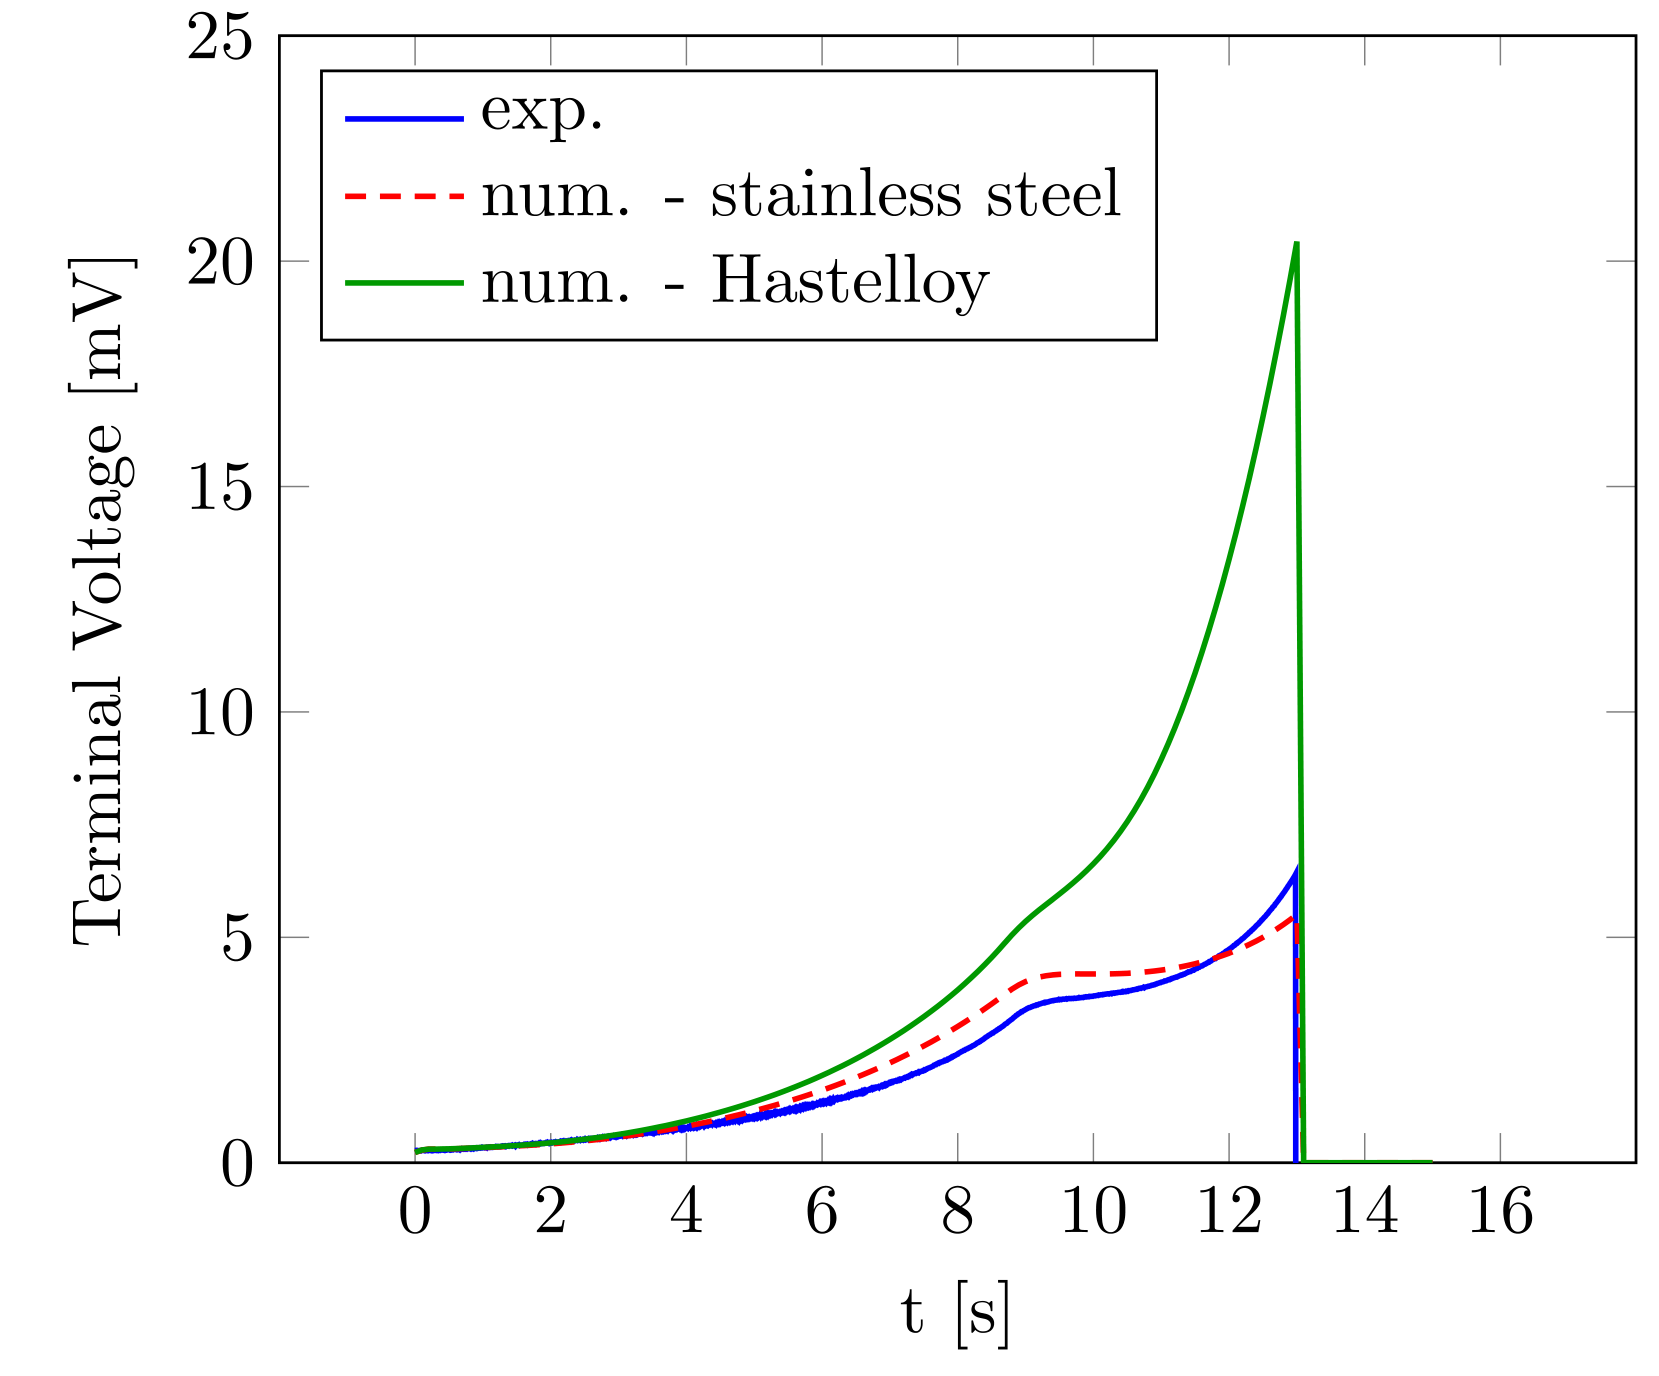 25
20
15
10
5
0
Terminal Voltage [mV]
exp.
num. - stainless steel
num. - Hastelloy
0 2 4 6 8 10 12 14 16
t [s]